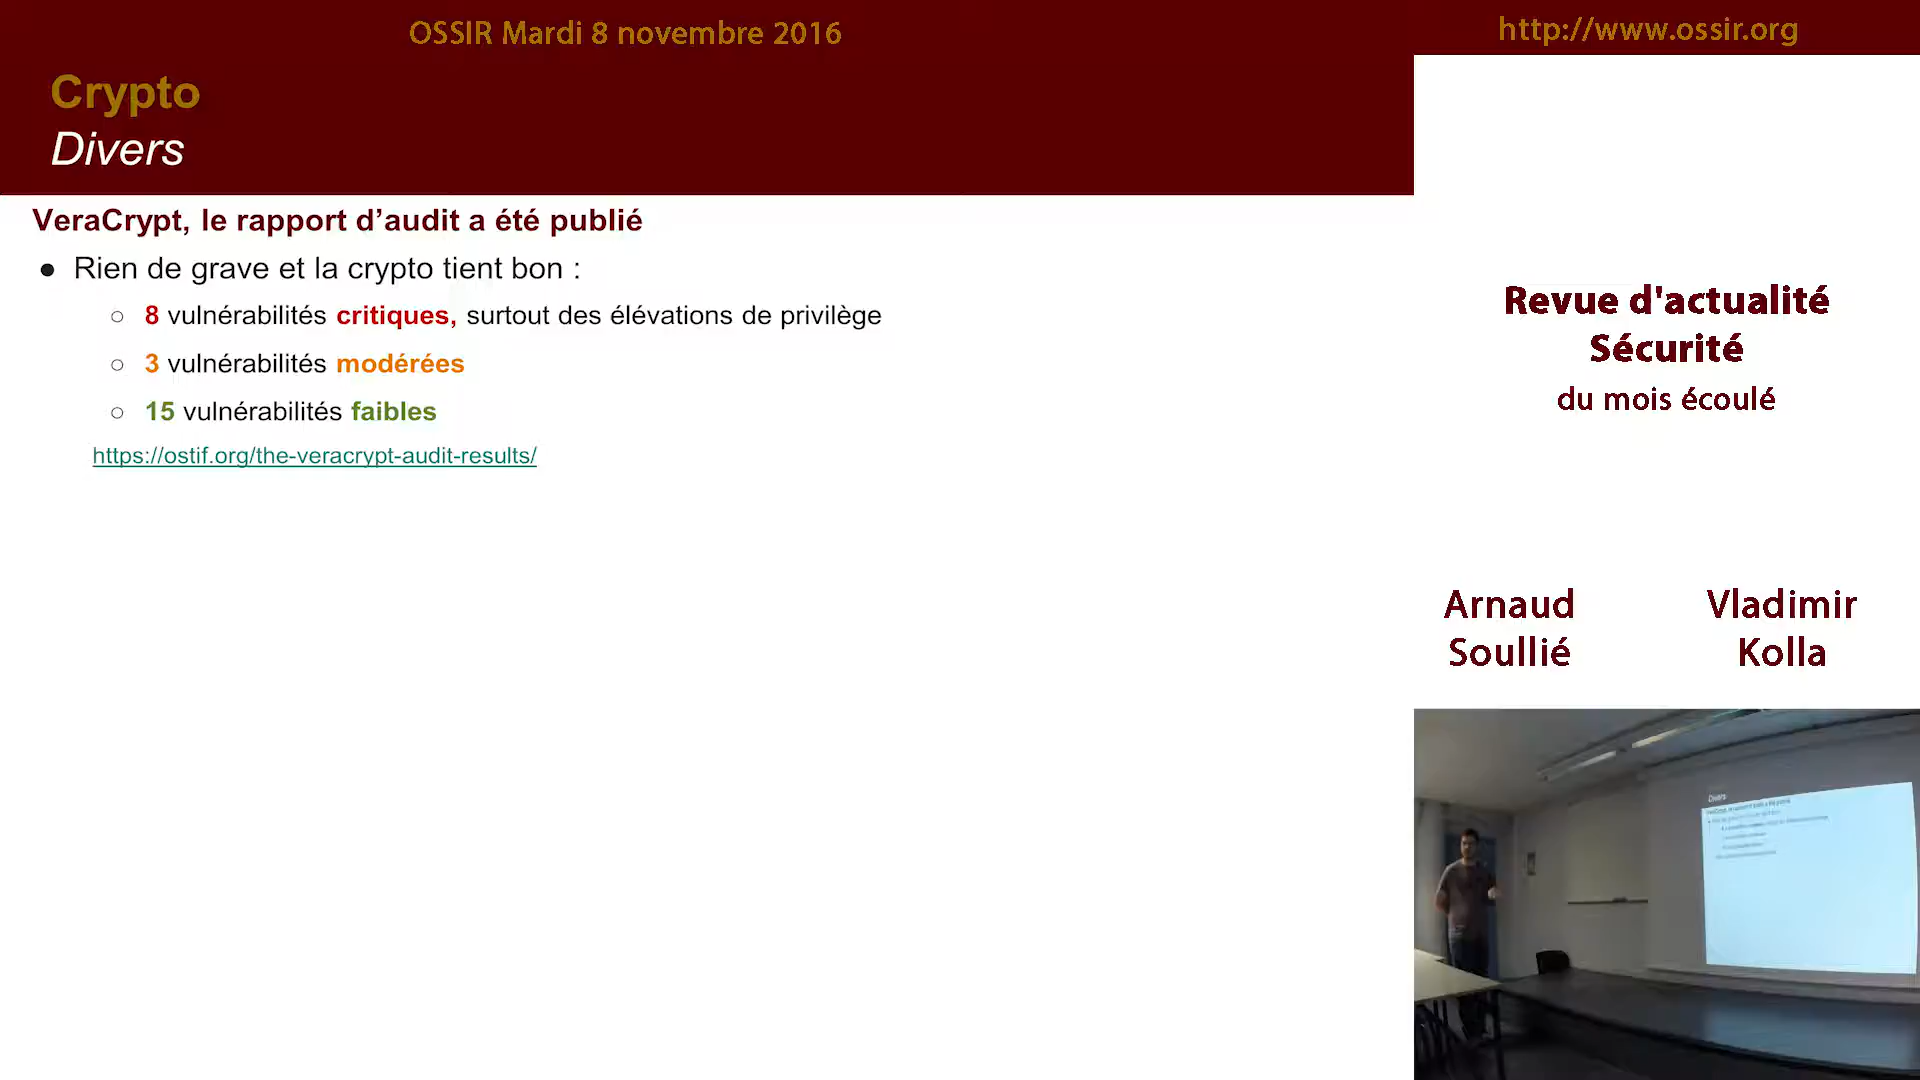 OSSIR Mardi 8 novembre 2016
http://www.ossir.org
Crypto
Divers
VeraCrypt, le rapport d’audit a été publié
● Rien de grave et la crypto tient bon :
○ 8 vulnérabilités critiques, surtout des élévations de privilège
○ 3 vulnérabilités modérées
○ 15 vulnérabilités faibles
https://ostif.org/the-veracrypt-audit-results/
Revue d'actualité
Sécurité
du mois écoulé
Arnaud
Soullié
Vladimir
Kolla
Divers